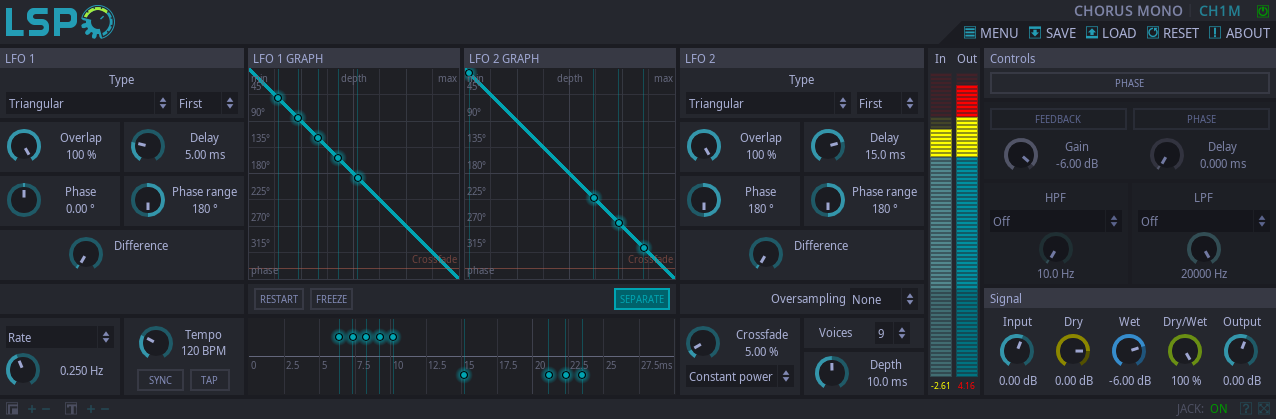 LSP
CHORUS MONO CH1M
MENU SAVE LOAD RESET ABOUT
LFO 1
Type
Triangular First
Overlap
100 %
Delay
5.00 ms
Phase
0.00 °
Phase range
180 °
Difference
LFO 1 GRAPH
min depth max
45°
90°
135°
180°
225°
270°
315°
Crossfade
phase
LFO 2 GRAPH
depth max
45
90°
135°
180°
225°
270°
315°
Crossfade
phase
LFO 2
Type
Triangular First
Overlap
100 %
Delay
15.0 ms
Phase
180 °
Phase range
180 °
Difference
RESTART FREEZE SEPARATE
Oversampling None
Rate
0.250 Hz
Tempo
120 BPM
SYNC TAP
0 2.5 5 7.5 10 12.5 15 17.5 20 22.5 25 27.5ms
Crossfade
5.00 %
Constant power
Voices 9
Depth
10.0 ms
In Out
-2.61 4.16
Controls
PHASE
FEEDBACK PHASE
Gain
-6.00 dB
Delay
0.000 ms
HPF LPF
Off Off
10.0 Hz 20000 Hz
Signal
Input Dry Wet Dry/Wet Output
0.00 dB 0.00 dB -6.00 dB 100 % 0.00 dB
JACK: ON